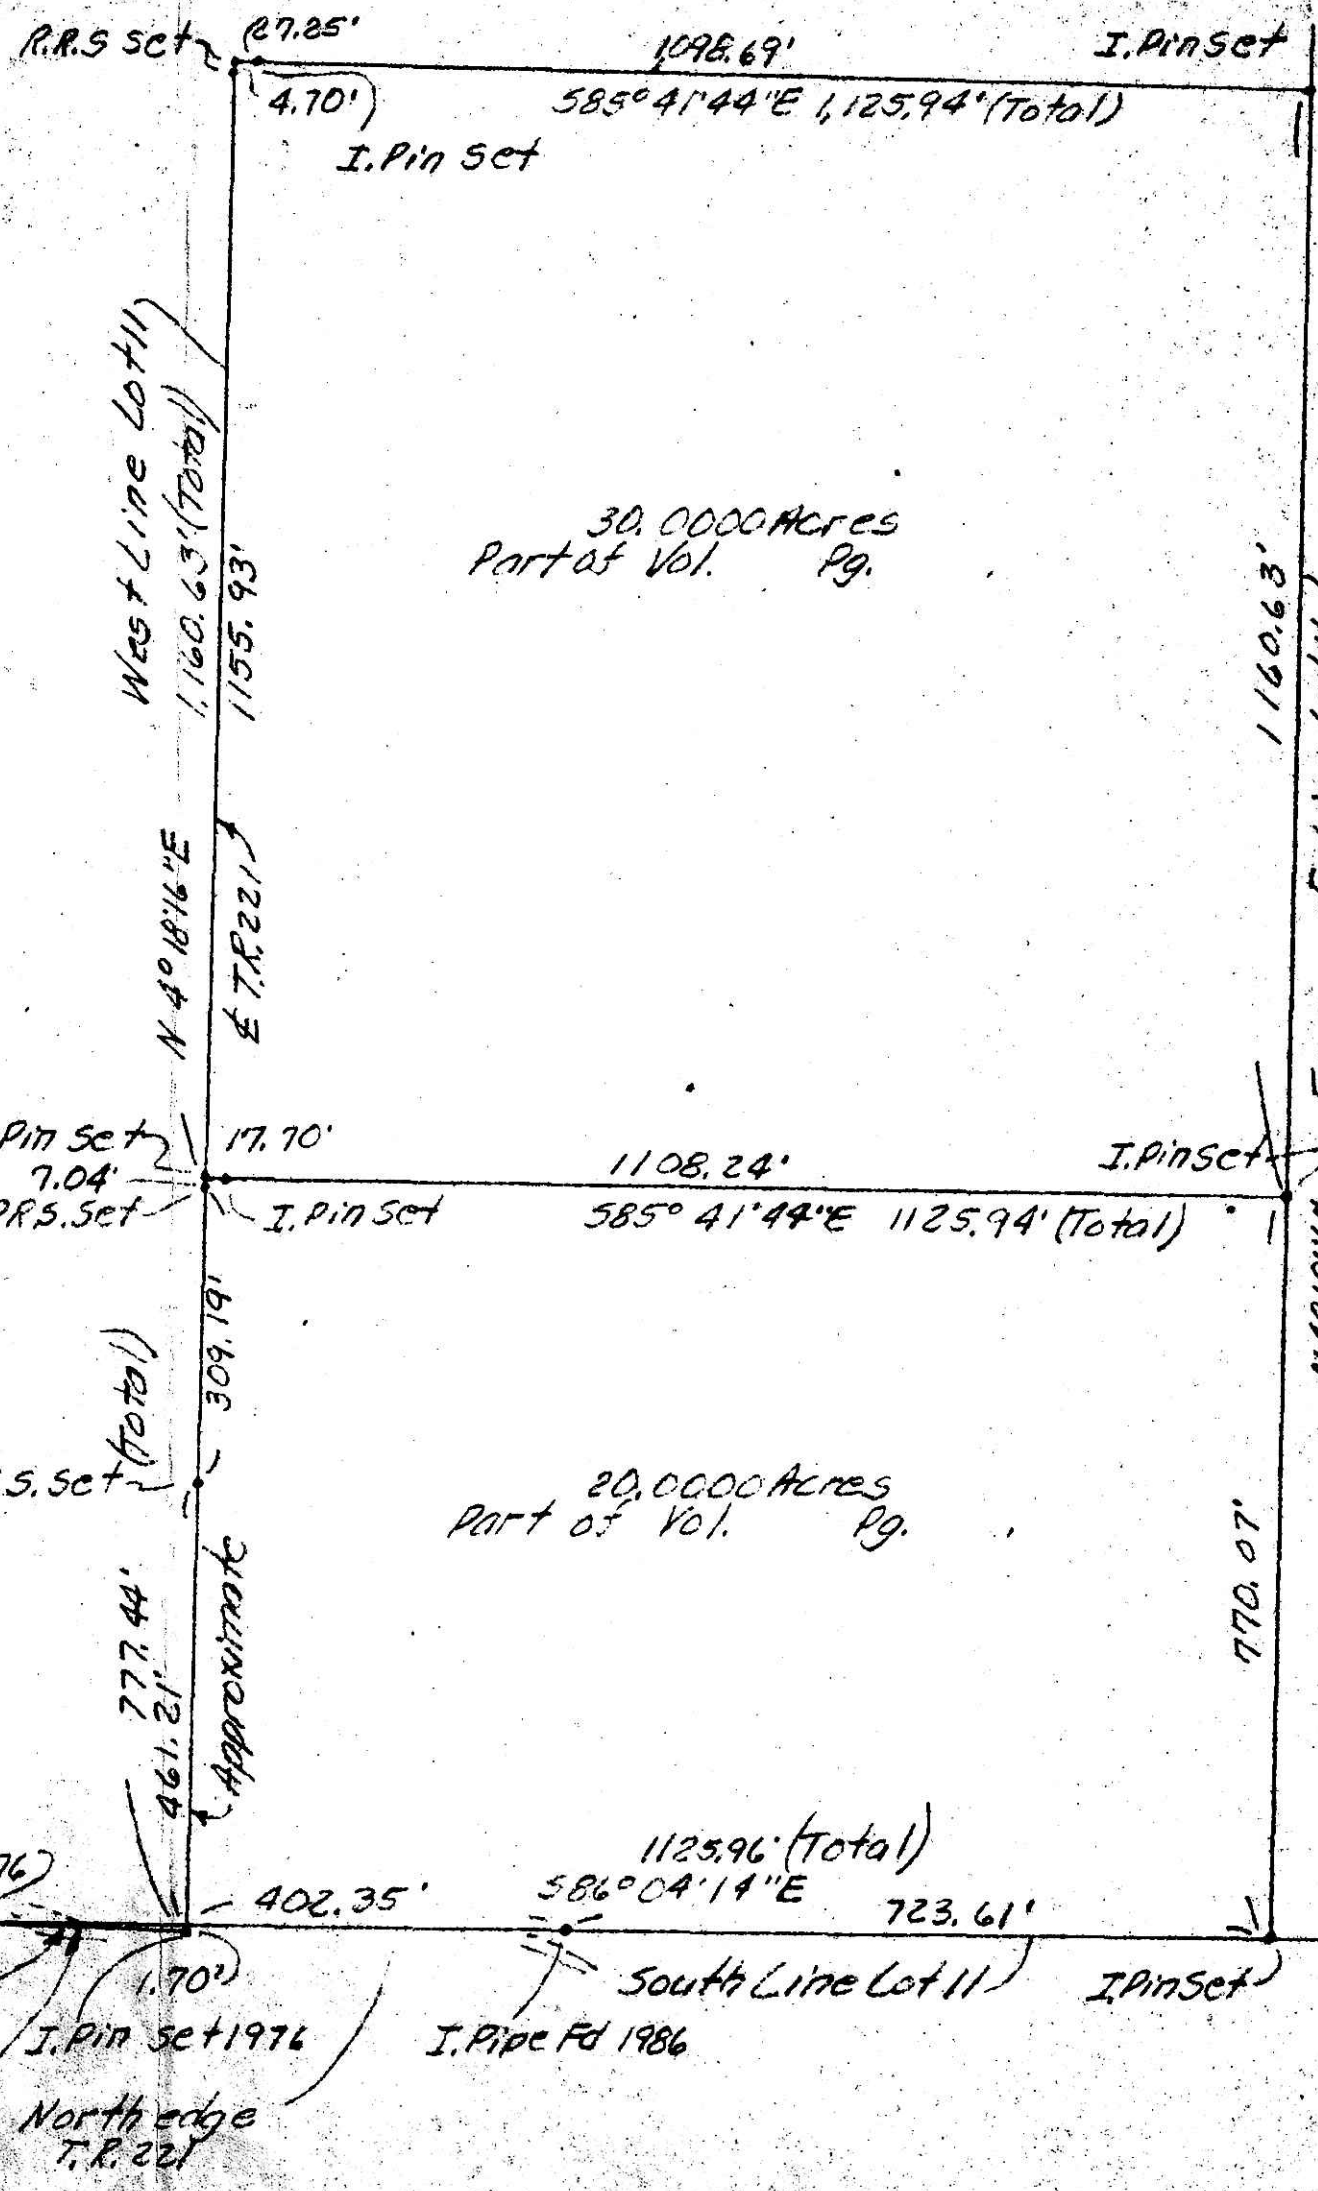 R.R.S set
27.25'
1098.69'
I.Pin set
4.70'
S85°41'44"E 1,125.94' (Total)
I.Pin set
West Line Lot 11
1,160.63' (Total)
1155.93'
30.0000 Acres
Part of Vol. Pg.
1160.63'
N 4°18'16"E
₵ T.R.221
Pin set
17.70'
1108.24'
I.Pin set
7.04'
R.S. Set
I.Pin set
S85°41'44"E 1125.94' (Total)
309.19'
(Total)
S. set
20.0000 Acres
Part of Vol. Pg.
770.07'
777.44'
461.21'
Approximate
1125.96' (Total)
76)
402.35'
S86°04'14"E
723.61'
1.70'
South Line Lot 11
I.Pin Set
I.Pin set 1976
I.Pipe Fd 1986
North edge
T.R. 221